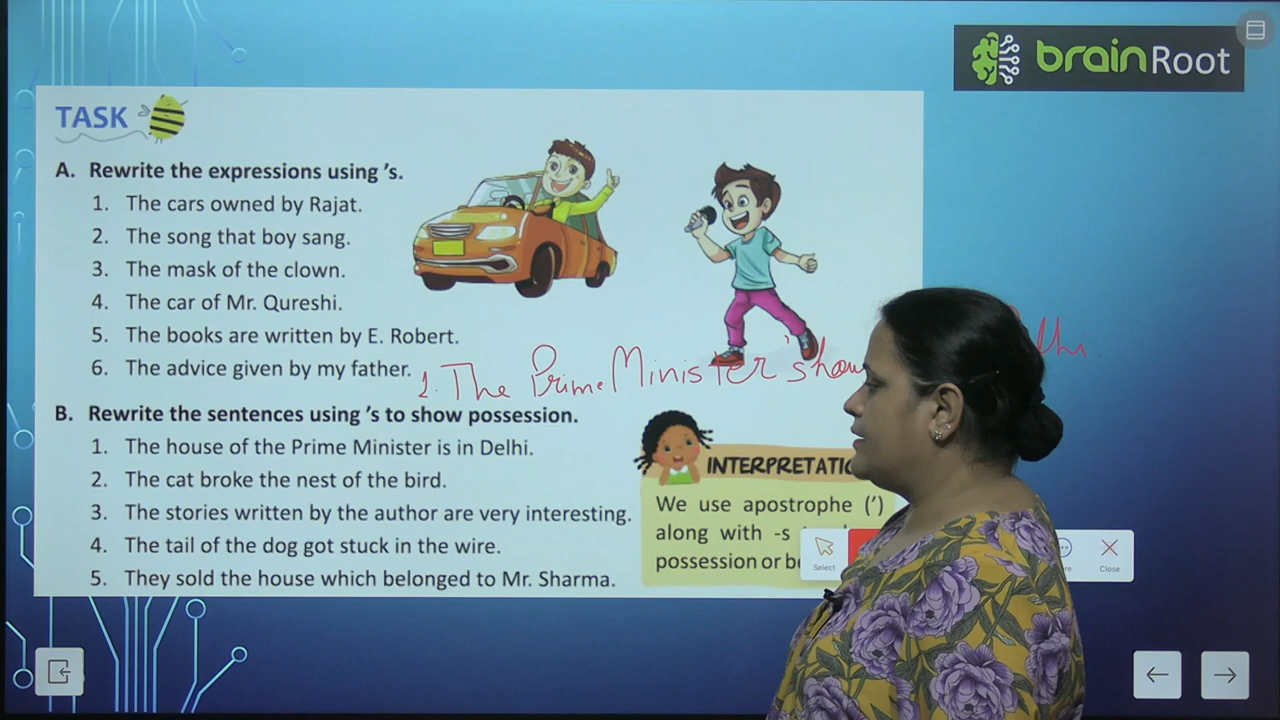 brainRoot
TASK
A. Rewrite the expressions using 's.
1. The cars owned by Rajat.
2. The song that boy sang.
3. The mask of the clown.
4. The car of Mr. Qureshi.
5. The books are written by E. Robert.
6. The advice given by my father.
1. The Prime Minister's
B. Rewrite the sentences using 's to show possession.
1. The house of the Prime Minister is in Delhi.
2. The cat broke the nest of the bird.
3. The stories written by the author are very interesting.
4. The tail of the dog got stuck in the wire.
5. They sold the house which belonged to Mr. Sharma.
INTERPRETATIO
We use apostrophe (')
along with -s
possession or
Select
Close